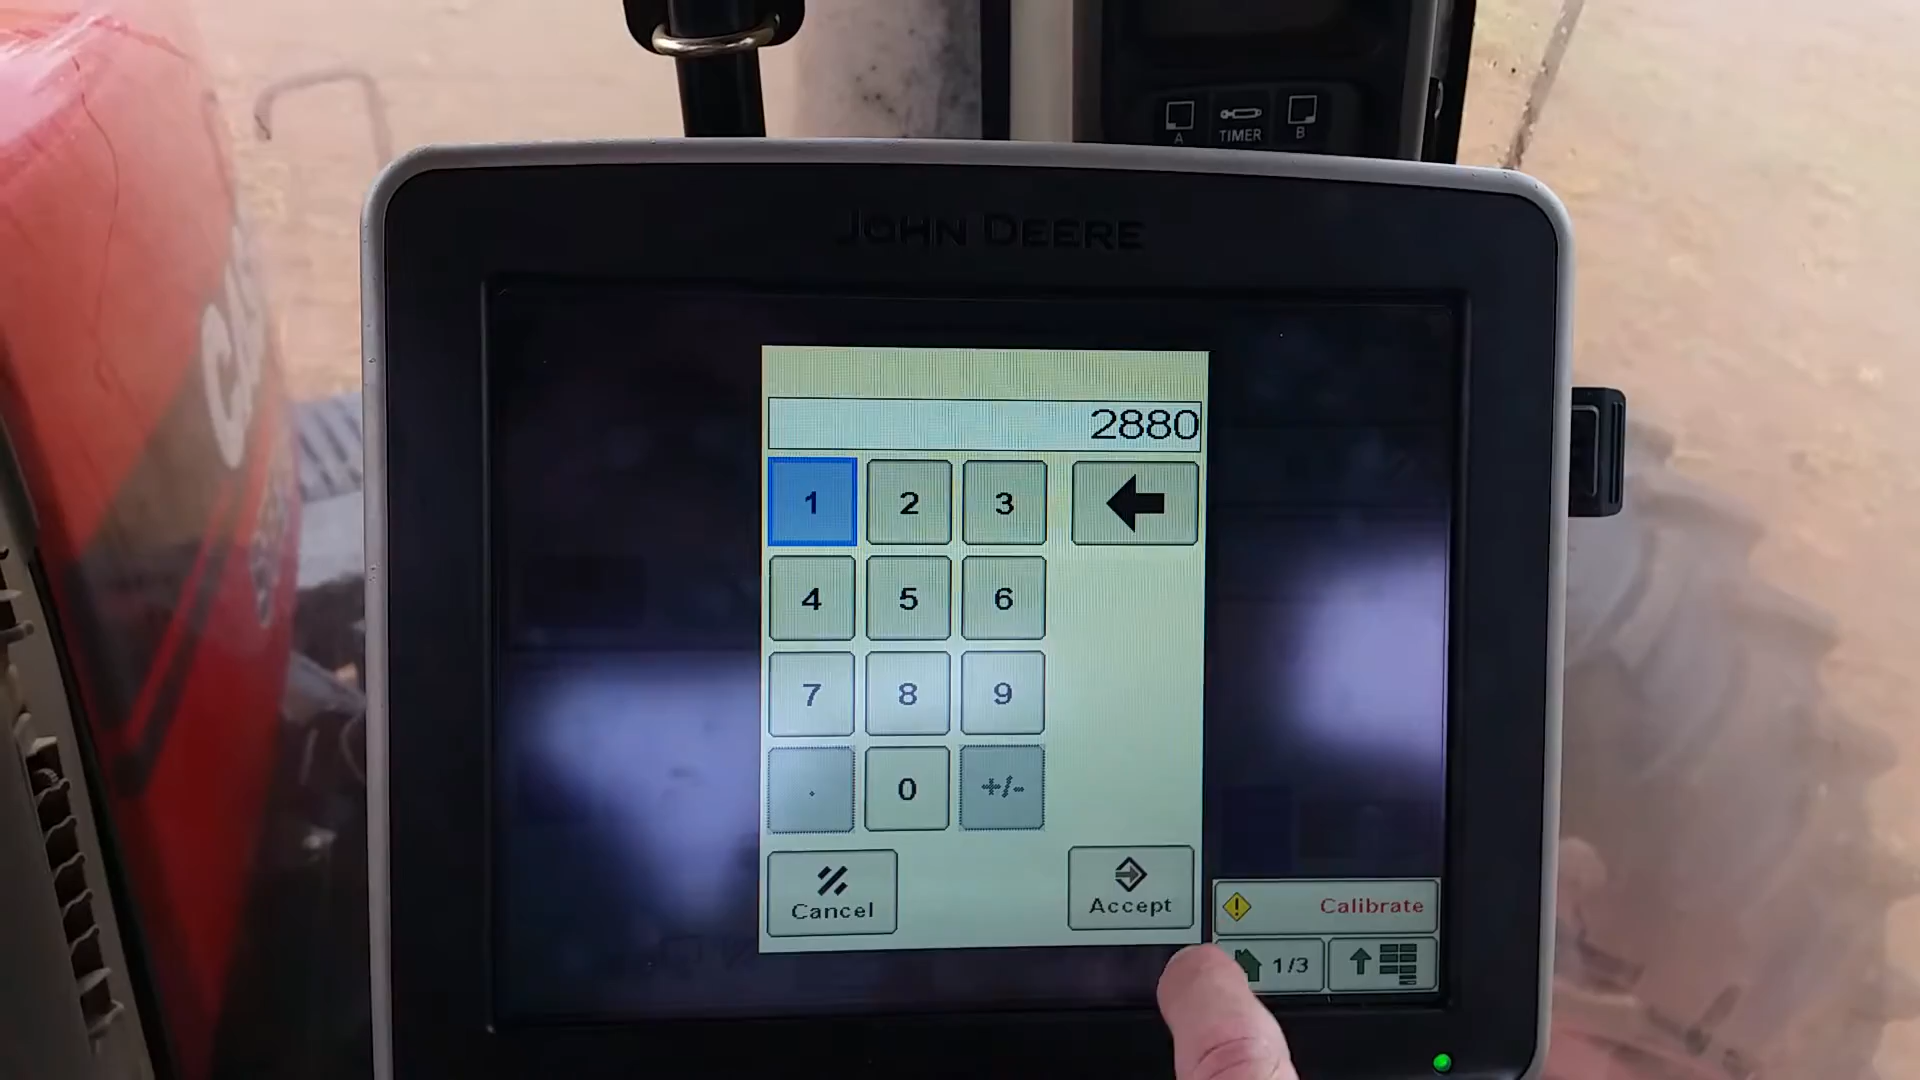 A TIMER B
JOHN DEERE
2880
1 2 3
4 5 6
7 8 9
. 0 +/-
Cancel
Accept
Calibrate
1/3